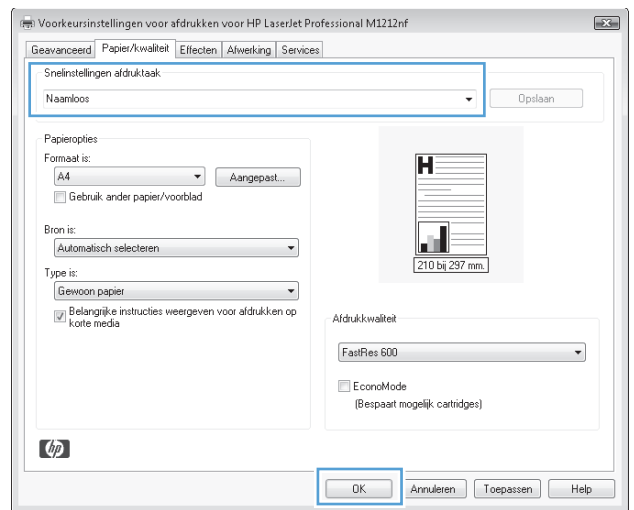 Voorkeursinstellingen voor afdrukken voor HP LaserJet Professional M1212nf
Geavanceerd Papier/kwaliteit Effecten Afwerking Services
Snelinstellingen afdruktaak
Naamloos Opslaan
Papieropties
Formaat is:
A4 Aangepast...
Gebruik ander papier/voorblad
Bron is:
Automatisch selecteren
Type is:
Gewoon papier
Belangrijke instructies weergeven voor afdrukken op
korte media
H
210 bij 297 mm.
Afdrukkwaliteit
FastRes 600
EconoMode
(Bespaart mogelijk cartridges)
hp
OK Annuleren Toepassen Help